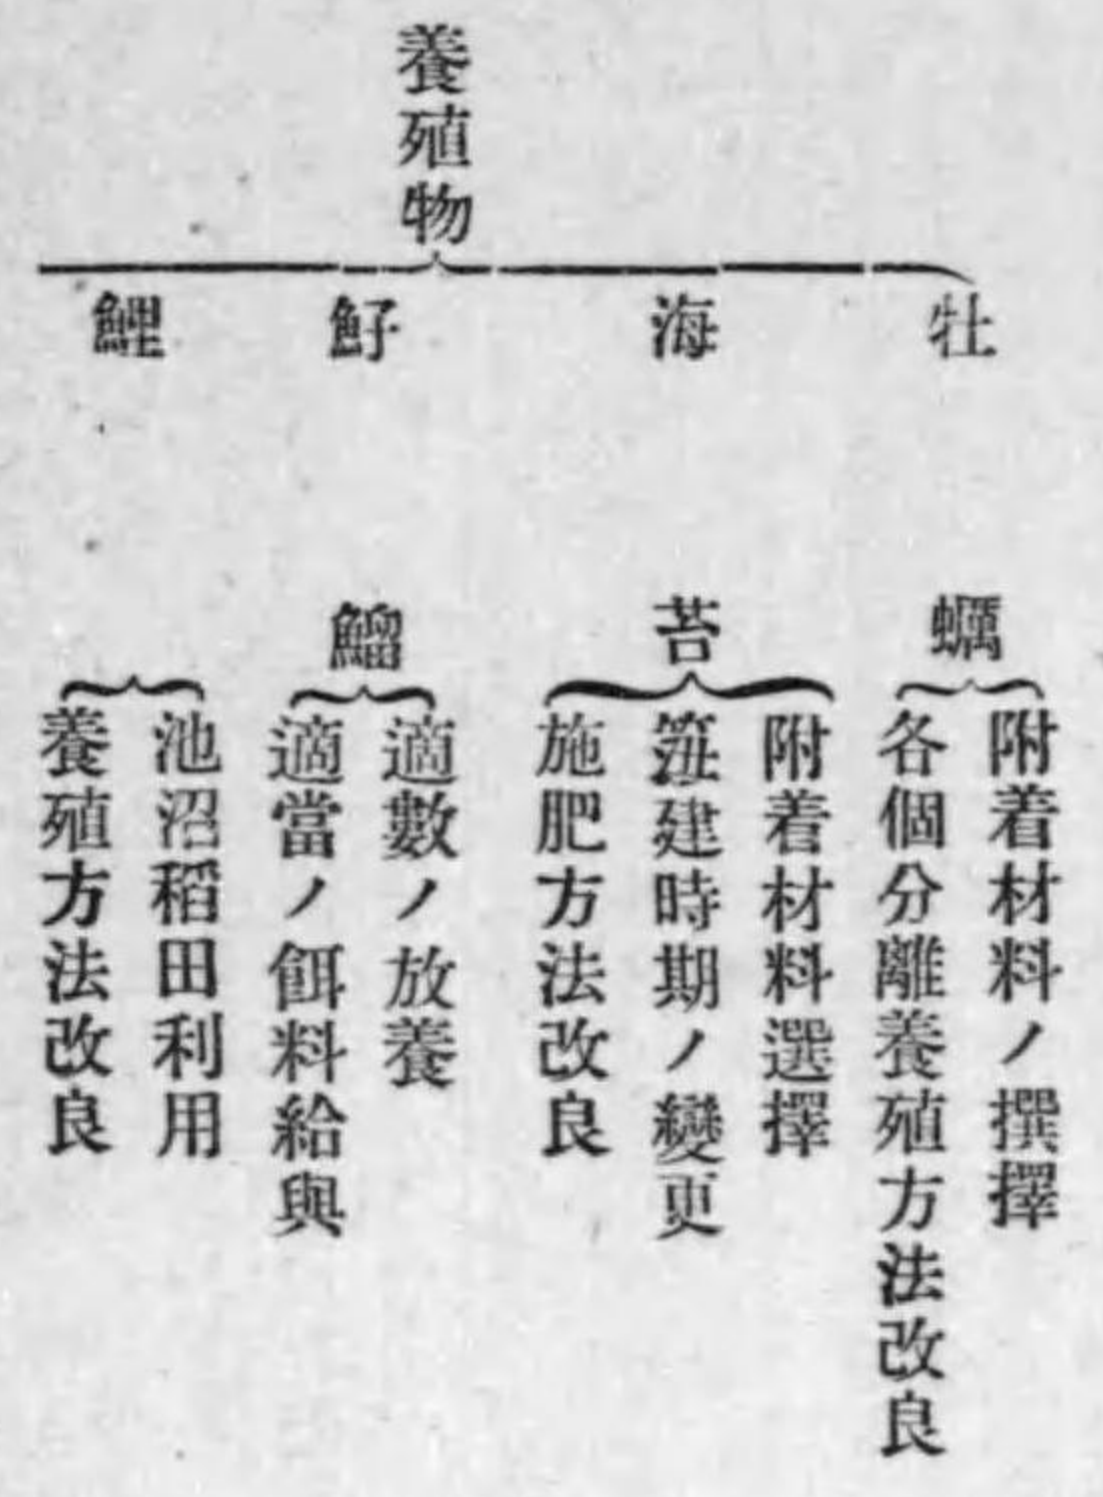 養殖物
牡蠣
附着材料ノ撰擇
各個分離養殖方法改良
海苔
附着材料選擇
建時期ノ變更
施肥方法改良
魣鰡
適數ノ放養
適當ノ餌料給與
鯉
池沼稻田利用
養殖方法改良